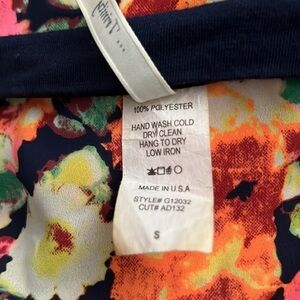 100% POLYESTER
HAND WASH COLD
DRY CLEAN
HANG TO DRY
LOW IRON
MADE IN U.S.A
STYLE# G12032
CUT# AD132
S